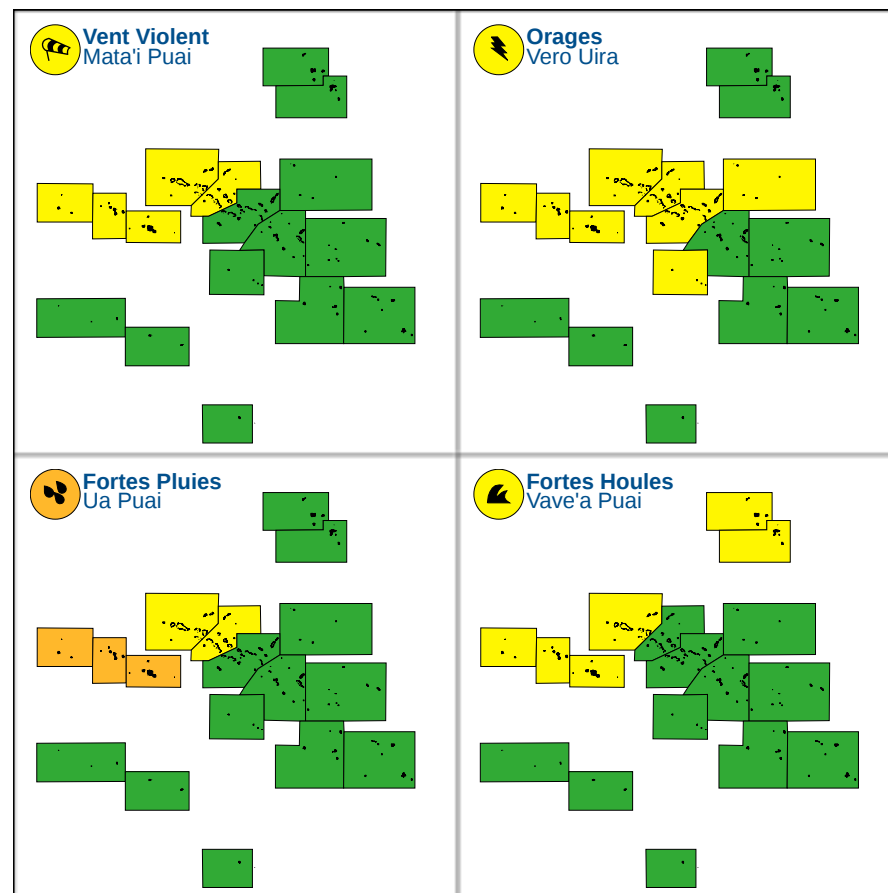 Vent Violent
Mata'i Puai
Orages
Vero Uira
Fortes Pluies
Ua Puai
Fortes Houles
Vave'a Puai